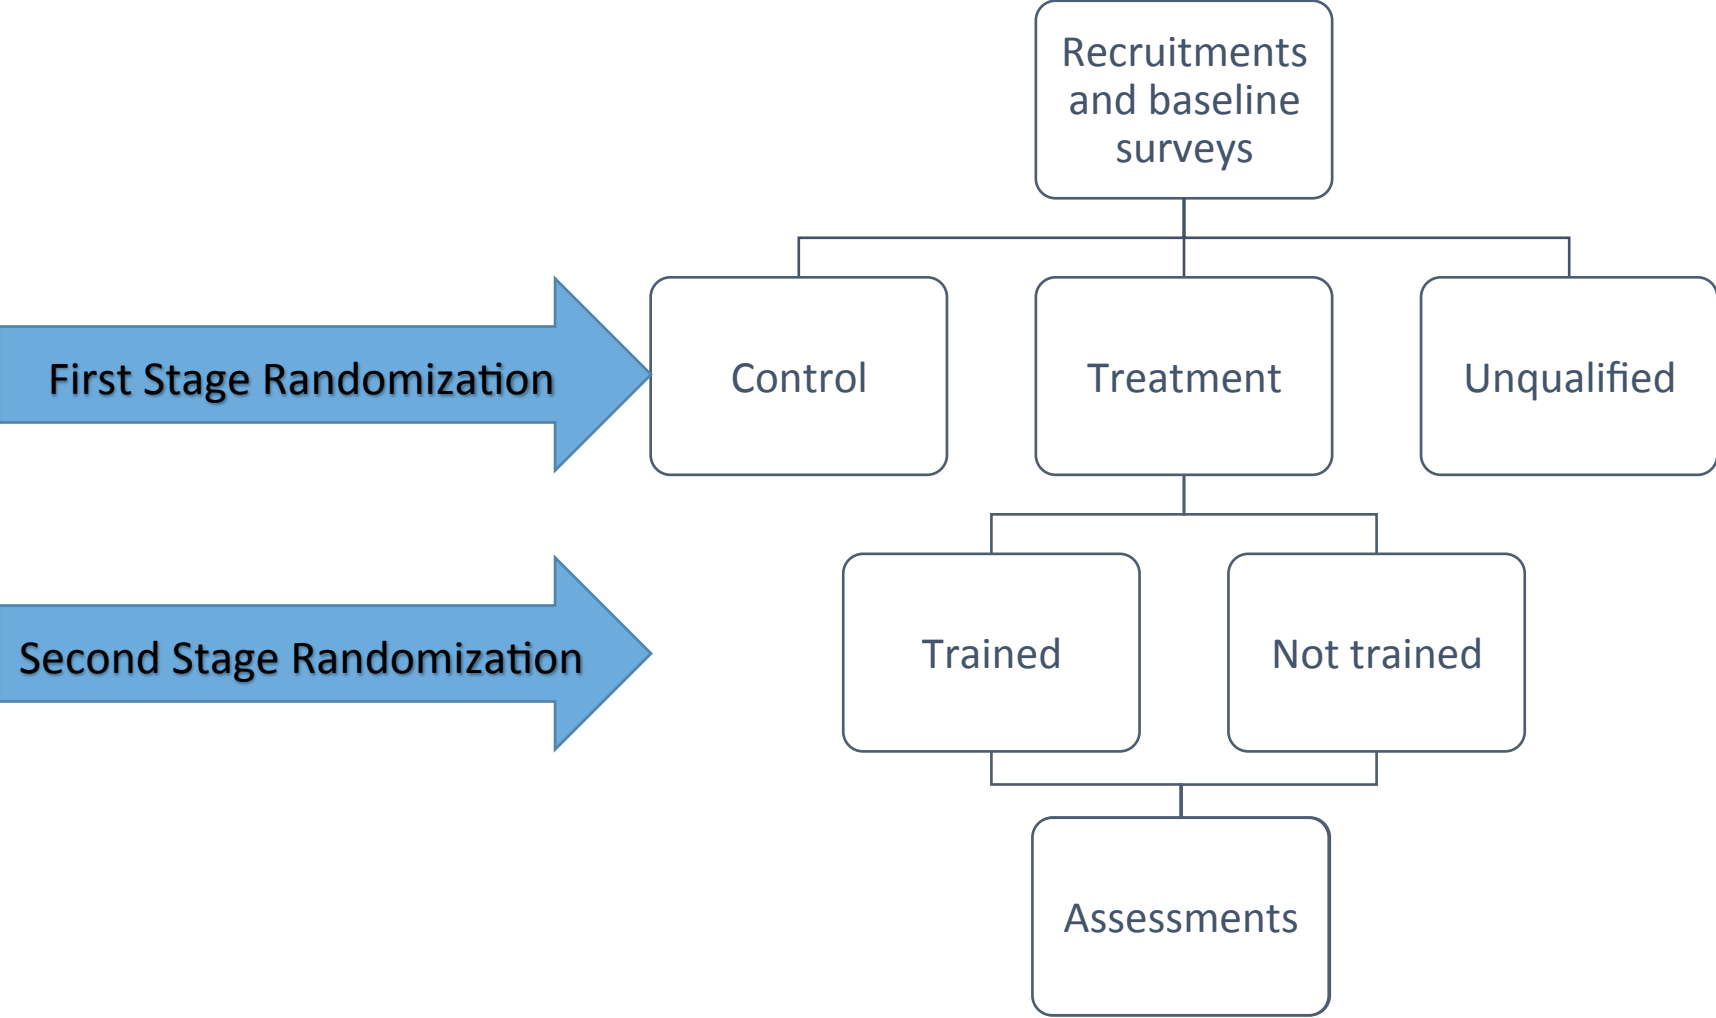 Recruitments
and baseline
surveys
First Stage Randomization
Control
Treatment
Unqualified
Second Stage Randomization
Trained
Not trained
Assessments